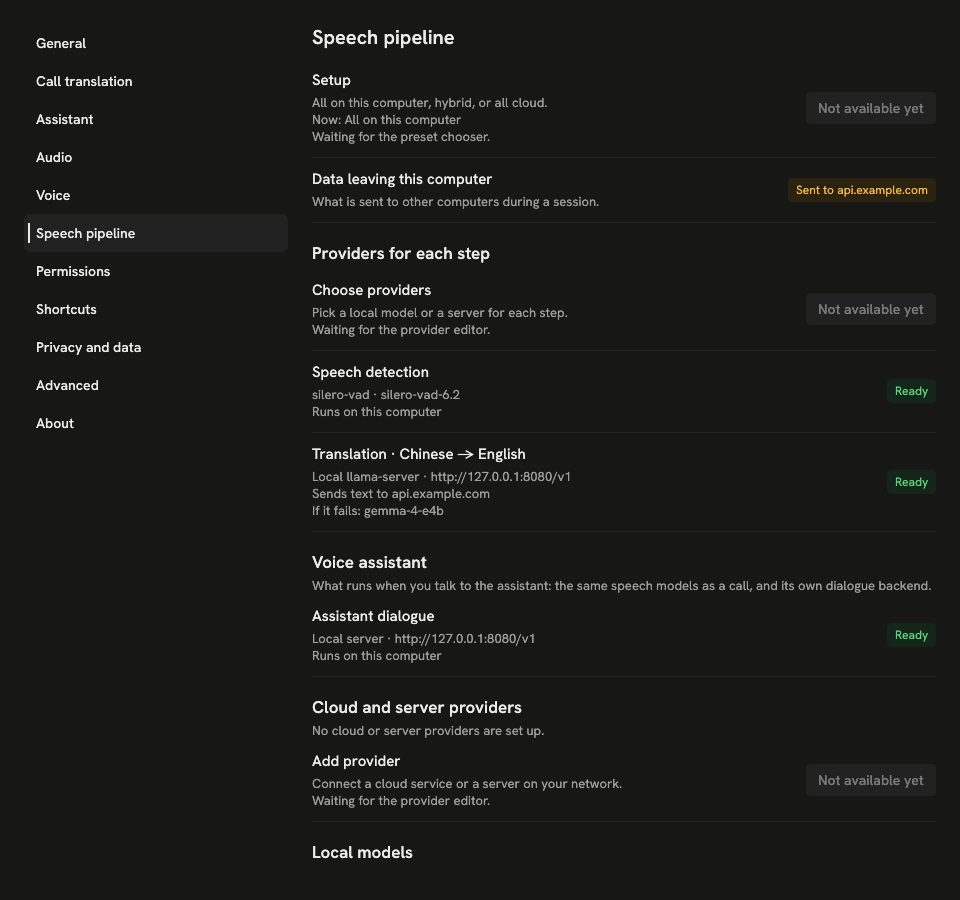 General
Call translation
Assistant
Audio
Voice
Speech pipeline
Permissions
Shortcuts
Privacy and data
Advanced
About
Speech pipeline
Setup
All on this computer, hybrid, or all cloud.
Now: All on this computer
Waiting for the preset chooser.
Not available yet
Data leaving this computer
What is sent to other computers during a session.
Sent to api.example.com
Providers for each step
Choose providers
Pick a local model or a server for each step.
Waiting for the provider editor.
Not available yet
Speech detection
silero-vad · silero-vad-6.2
Runs on this computer
Ready
Translation · Chinese → English
Local llama-server · http://127.0.0.1:8080/v1
Sends text to api.example.com
If it fails: gemma-4-e4b
Ready
Voice assistant
What runs when you talk to the assistant: the same speech models as a call, and its own dialogue backend.
Assistant dialogue
Local server · http://127.0.0.1:8080/v1
Runs on this computer
Ready
Cloud and server providers
No cloud or server providers are set up.
Add provider
Connect a cloud service or a server on your network.
Waiting for the provider editor.
Not available yet
Local models